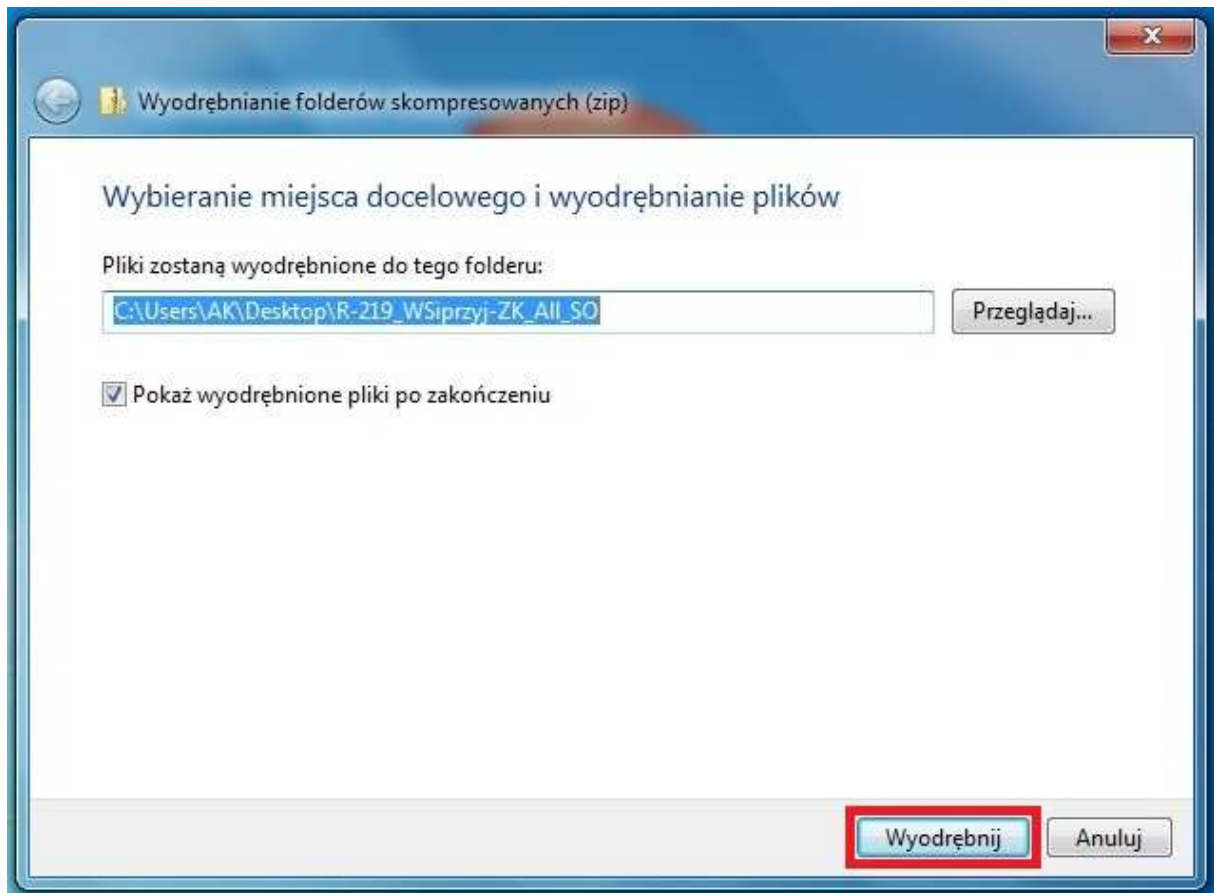 Wyodrębnianie folderów skompresowanych (zip)
Wybieranie miejsca docelowego i wyodrębnianie plików
Pliki zostaną wyodrębnione do tego folderu:
C:\Users\AK\Desktop\R-219_WSiprzyj-ZK_All_SO
Przeglądaj...
Pokaż wyodrębnione pliki po zakończeniu
Wyodrębnij
Anuluj